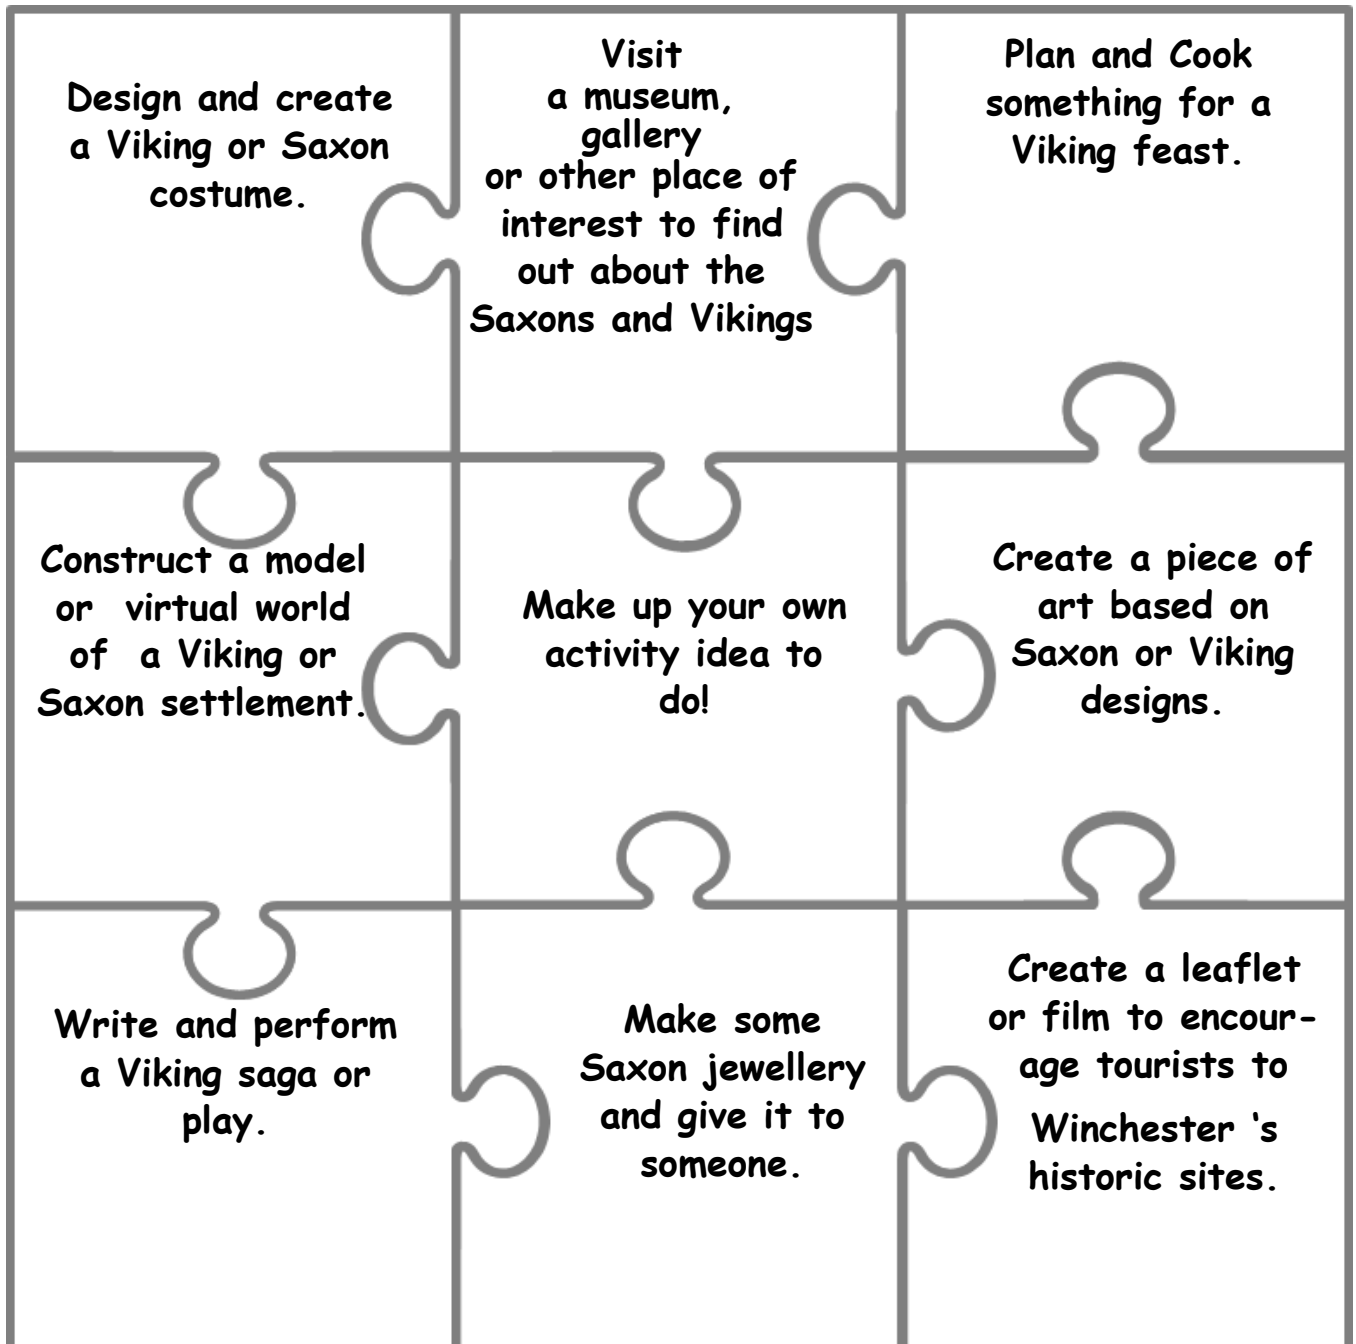 Design and create
a Viking or Saxon
costume.
Visit
a museum,
gallery
or other place of
interest to find
out about the
Saxons and Vikings
Plan and Cook
something for a
Viking feast.
Construct a model
or virtual world
of a Viking or
Saxon settlement.
Make up your own
activity idea to
do!
Create a piece of
art based on
Saxon or Viking
designs.
Write and perform
a Viking saga or
play.
Make some
Saxon jewellery
and give it to
someone.
Create a leaflet
or film to encour-
age tourists to
Winchester ‘s
historic sites.